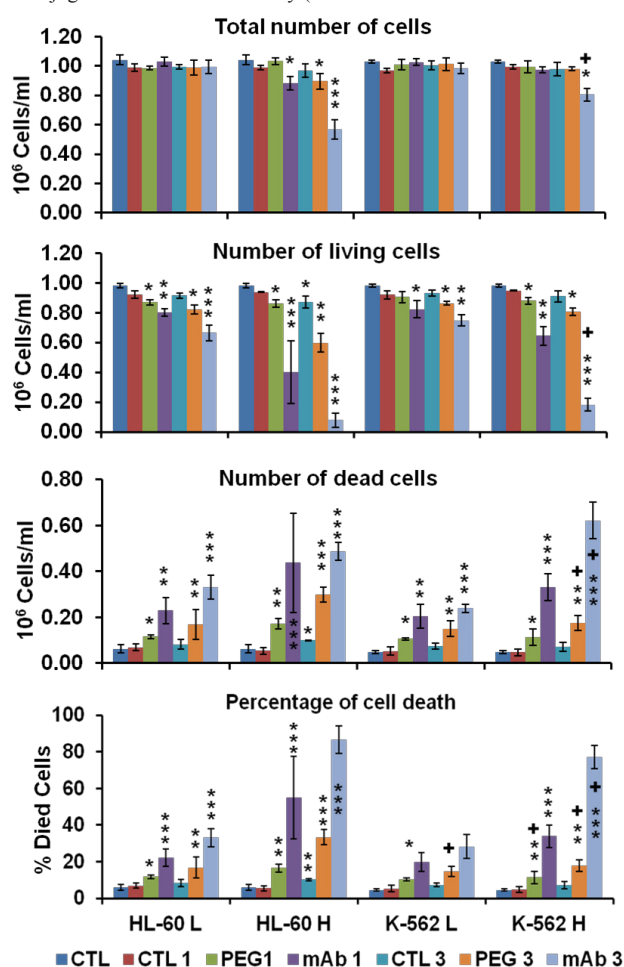 Total number of cells
1.20
1.00
0.80
0.60
0.40
0.20
0.00
10⁶ Cells/ml
* * *** + *
Number of living cells
1.20
1.00
0.80
0.60
0.40
0.20
0.00
10⁶ Cells/ml
* ** * *** * *** * ** *** * * ** * ** * + ***
Number of dead cells
0.80
0.60
0.40
0.20
0.00
10⁶ Cells/ml
* ** ** *** * *** * *** *** * ** ** *** * *** + ** + ***
Percentage of cell death
100
80
60
40
20
0
% Died Cells
* *** ** *** ** *** ** *** *** * + + ** *** + ** + ***
HL-60 L HL-60 H K-562 L K-562 H
CTL CTL 1 PEG1 mAb 1 CTL 3 PEG 3 mAb 3